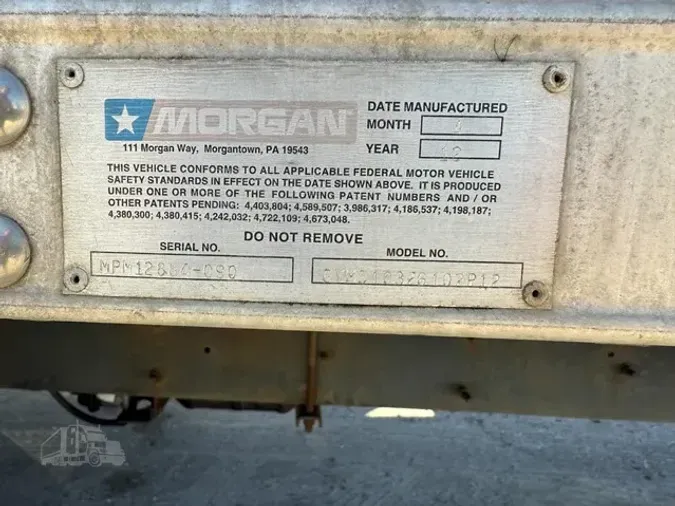 MORGAN
111 Morgan Way, Morgantown, PA 19543
DATE MANUFACTURED
MONTH
YEAR
THIS VEHICLE CONFORMS TO ALL APPLICABLE FEDERAL MOTOR VEHICLE
SAFETY STANDARDS IN EFFECT ON THE DATE SHOWN ABOVE. IT IS PRODUCED
UNDER ONE OR MORE OF THE FOLLOWING PATENT NUMBERS AND / OR
OTHER PATENTS PENDING: 4,403,804; 4,589,507; 3,986,317; 4,186,537; 4,198,187;
4,380,300; 4,380,415; 4,242,032; 4,722,109; 4,673,048.
DO NOT REMOVE
SERIAL NO.
MODEL NO.